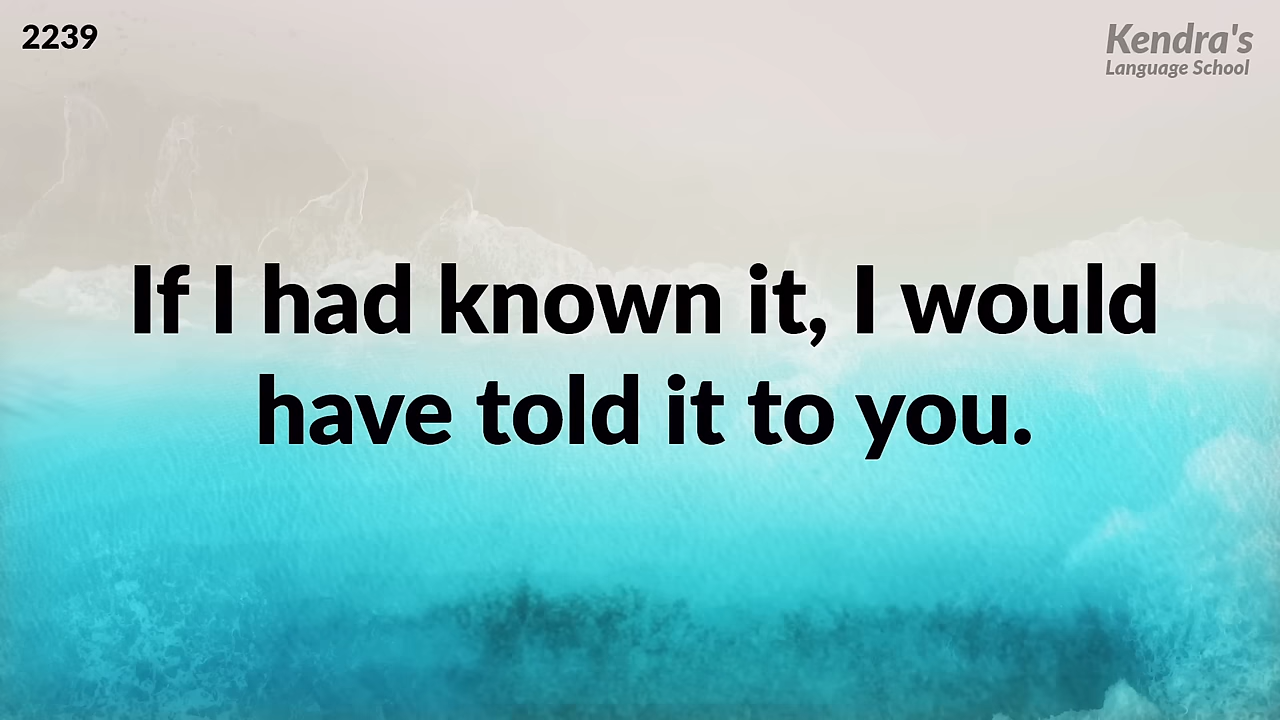 2239
Kendra's
Language School
If I had known it, I would
have told it to you.